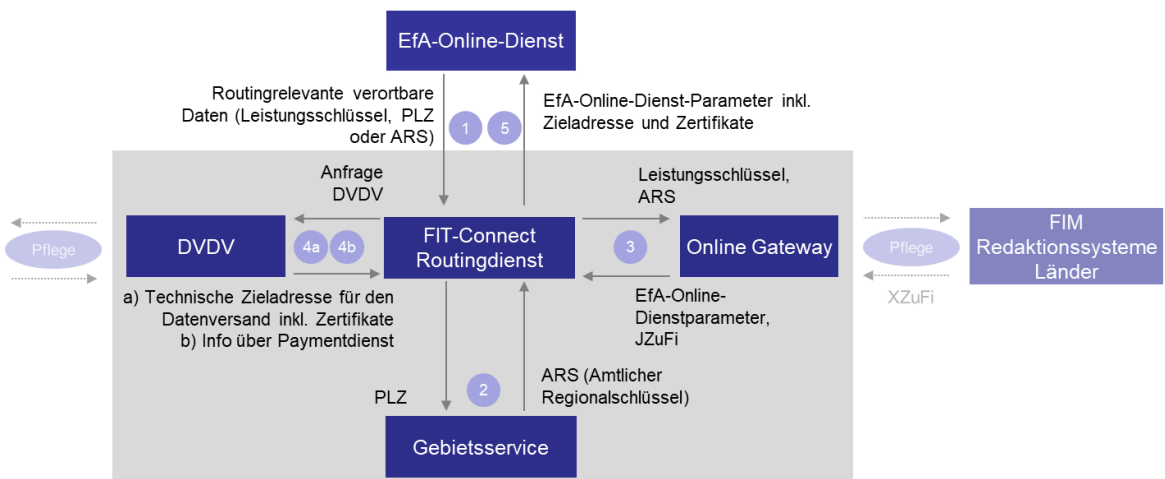 EfA-Online-Dienst
Routingrelevante verortbare
Daten (Leistungsschlüssel, PLZ
oder ARS)
1
5
EfA-Online-Dienst-Parameter inkl.
Zieladresse und Zertifikate
Anfrage
DVDV
Leistungsschlüssel,
ARS
Pflege
DVDV
4a
4b
FIT-Connect
Routingdienst
3
Online Gateway
Pflege
FIM
Redaktionssysteme
Länder
XZuFi
a) Technische Zieladresse für den
Datenversand inkl. Zertifikate
b) Info über Paymentdienst
EfA-Online-
Dienstparameter,
JZuFi
PLZ
2
ARS (Amtlicher
Regionalschlüssel)
Gebietsservice